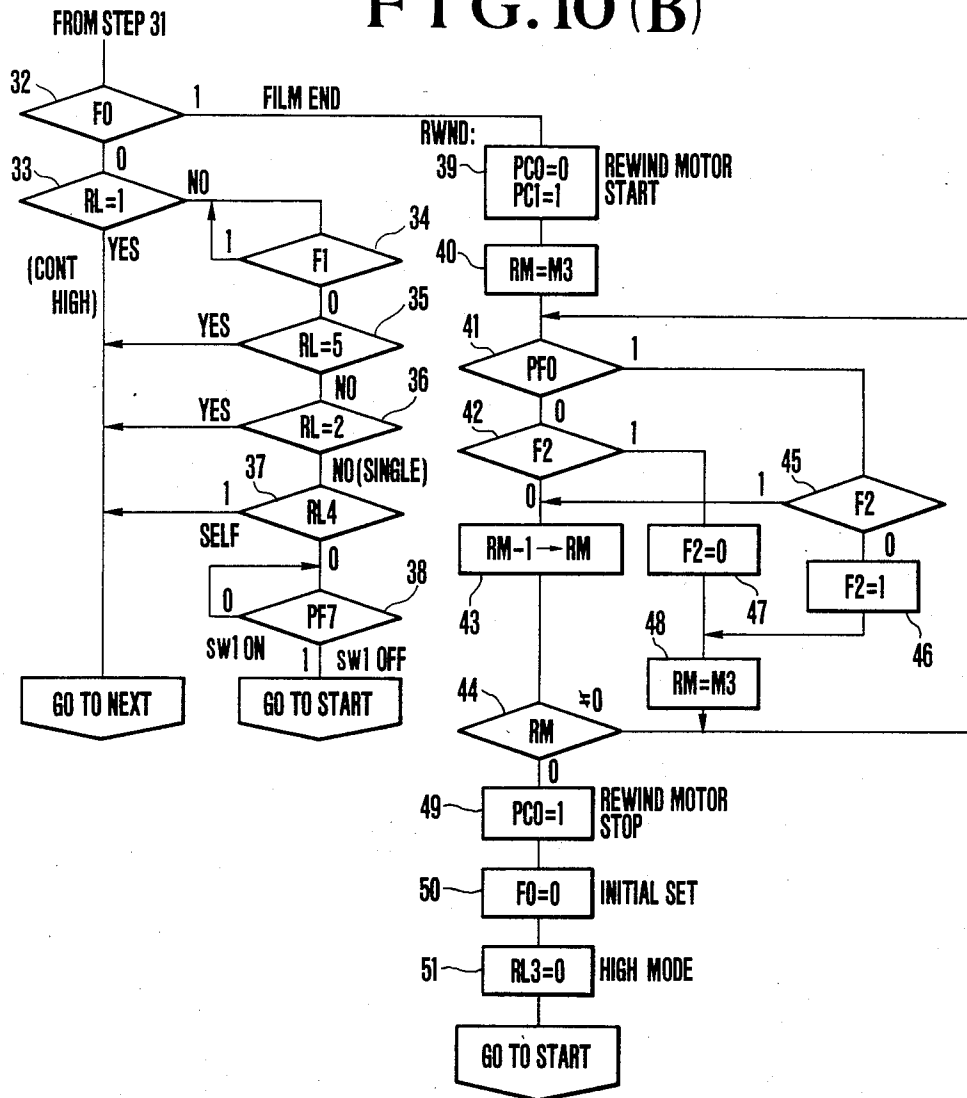 FIG.10(B)
FROM STEP 31
32
F0
1
FILM END
0
33
RL=1
NO
YES
(CONT
HIGH)
34
F1
1
0
35
RL=5
YES
NO
36
RL=2
YES
NO(SINGLE)
37
RL4
1
SELF
0
38
PF7
0
SW1 ON
1
SW1 OFF
GO TO NEXT
GO TO START
RWND:
39
PC0=0
PC1=1
REWIND MOTOR
START
40
RM=M3
41
PF0
1
0
42
F2
1
0
45
F2
1
0
RM-1→RM
43
F2=0
47
F2=1
46
48
RM=M3
44
RM
≠0
0
49
PC0=1
REWIND MOTOR
STOP
50
F0=0
INITIAL SET
51
RL3=0
HIGH MODE
GO TO START